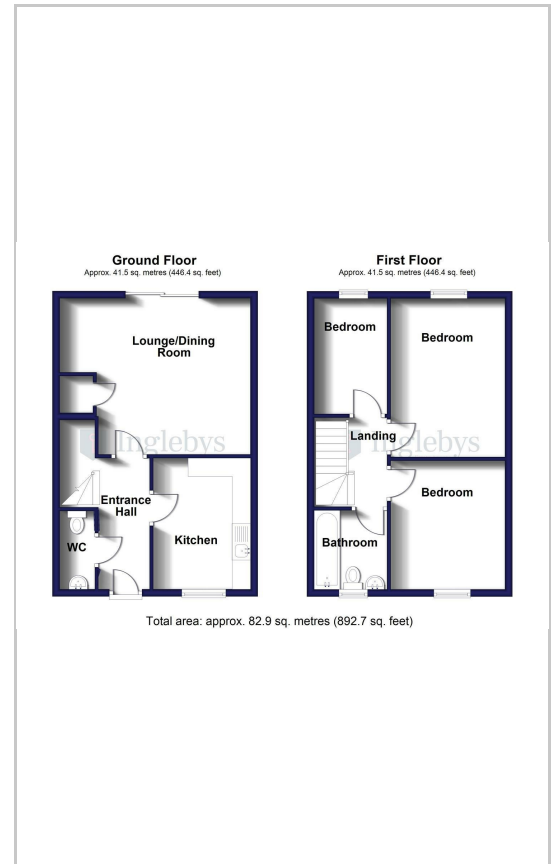 Ground Floor
Approx. 41.5 sq. metres (446.4 sq. feet)
Lounge/Dining
Room
Inglebys
Entrance
Hall
WC
Kitchen
First Floor
Approx. 41.5 sq. metres (446.4 sq. feet)
Bedroom
Bedroom
Landing
Inglebys
Bedroom
Bathroom
Total area: approx. 82.9 sq. metres (892.7 sq. feet)